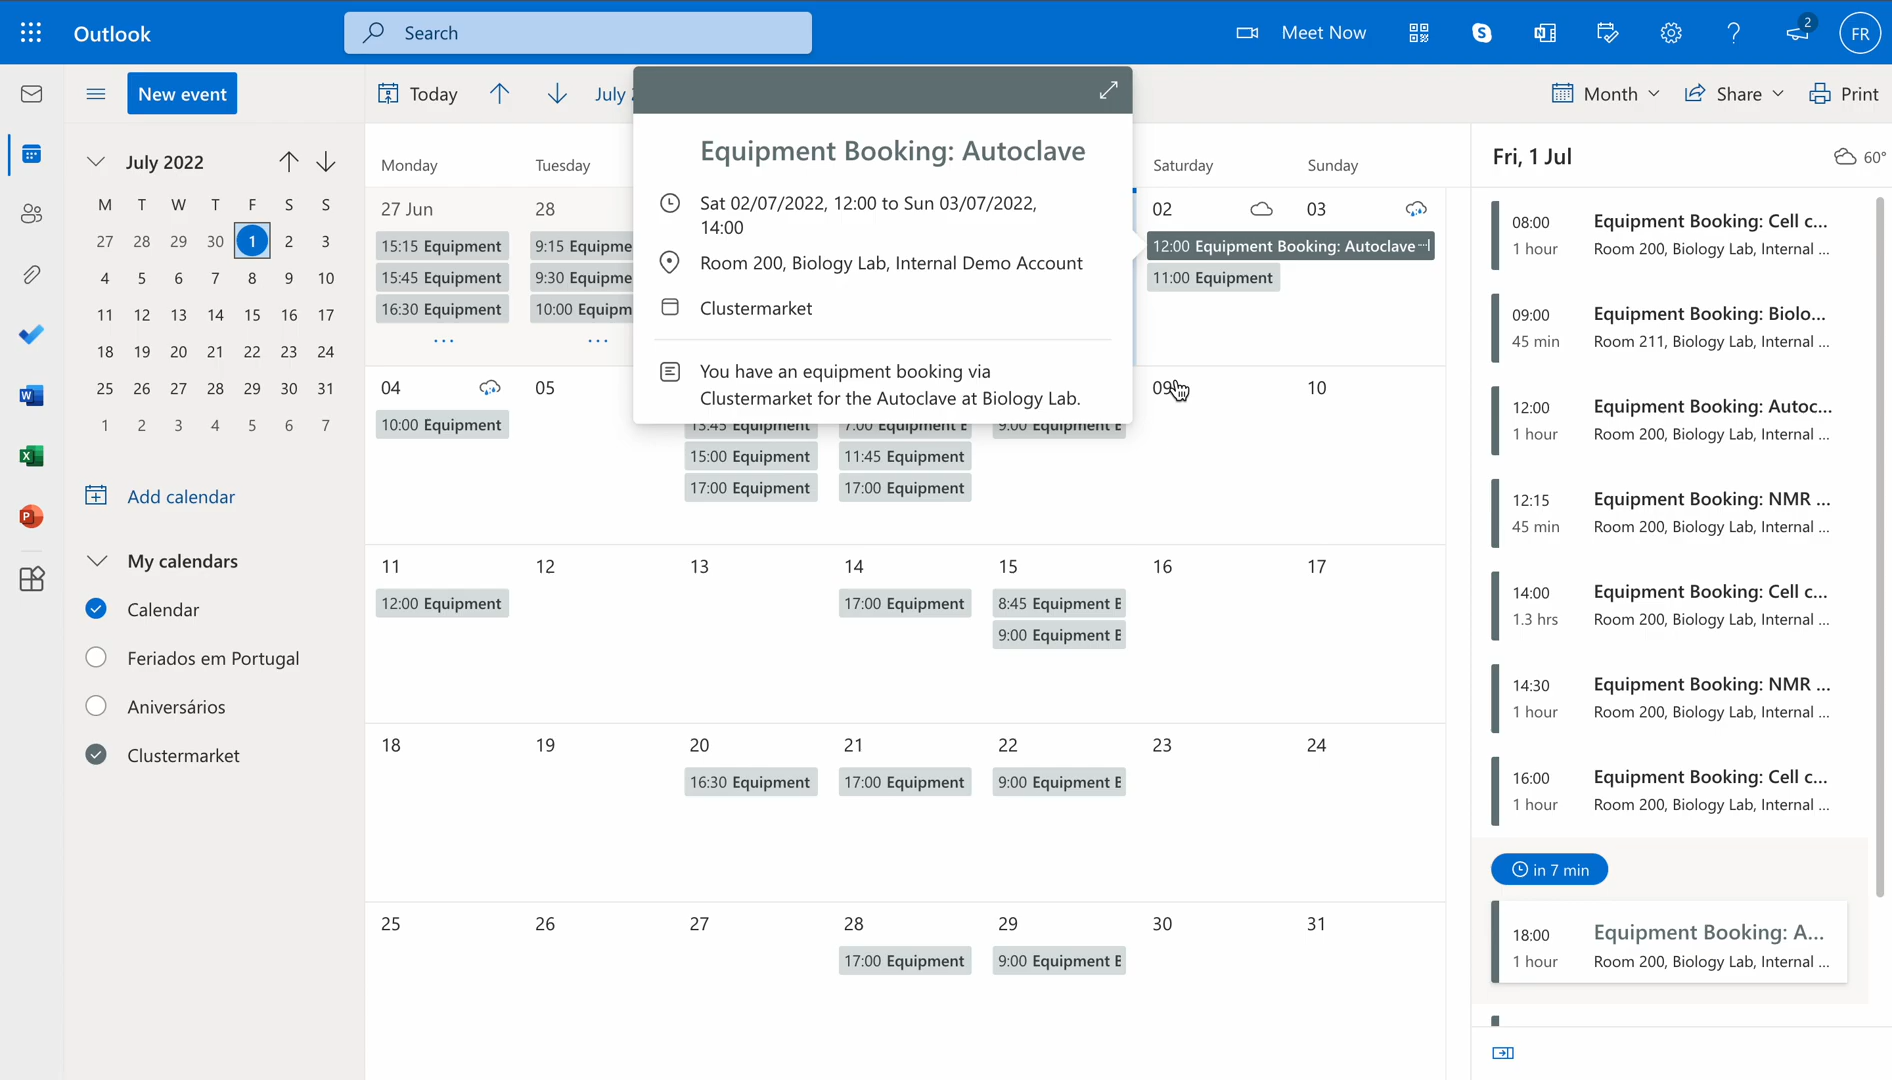 Outlook
Search
Meet Now
2
FR
New event
Today
July
Month
Share
Print
July 2022
M T W T F S S
27 28 29 30 1 2 3
4 5 6 7 8 9 10
11 12 13 14 15 16 17
18 19 20 21 22 23 24
25 26 27 28 29 30 31
1 2 3 4 5 6 7
Add calendar
My calendars
Calendar
Feriados em Portugal
Aniversários
Clustermarket
Monday
Tuesday
Saturday
Sunday
27 Jun
15:15 Equipment
15:45 Equipment
16:30 Equipment
...
28
9:15 Equipme
9:30 Equipme
10:00 Equipm
...
02
03
12:00 Equipment Booking: Autoclave
11:00 Equipment
Equipment Booking: Autoclave
Sat 02/07/2022, 12:00 to Sun 03/07/2022,
14:00
Room 200, Biology Lab, Internal Demo Account
Clustermarket
You have an equipment booking via
Clustermarket for the Autoclave at Biology Lab.
04
10:00 Equipment
05
13:45 Equipment
15:00 Equipment
17:00 Equipment
7:00 Equipment E
11:45 Equipment
17:00 Equipment
9:00 Equipment E
09
10
11
12:00 Equipment
12
13
14
17:00 Equipment
15
8:45 Equipment E
9:00 Equipment E
16
17
18
19
20
16:30 Equipment
21
17:00 Equipment
22
9:00 Equipment E
23
24
25
26
27
28
17:00 Equipment
29
9:00 Equipment E
30
31
Fri, 1 Jul
60°
08:00 Equipment Booking: Cell c...
1 hour Room 200, Biology Lab, Internal ...
09:00 Equipment Booking: Biolo...
45 min Room 211, Biology Lab, Internal ...
12:00 Equipment Booking: Autoc...
1 hour Room 200, Biology Lab, Internal ...
12:15 Equipment Booking: NMR ...
45 min Room 200, Biology Lab, Internal ...
14:00 Equipment Booking: Cell c...
1.3 hrs Room 200, Biology Lab, Internal ...
14:30 Equipment Booking: NMR ...
1 hour Room 200, Biology Lab, Internal ...
16:00 Equipment Booking: Cell c...
1 hour Room 200, Biology Lab, Internal ...
in 7 min
18:00 Equipment Booking: A...
1 hour Room 200, Biology Lab, Internal ...